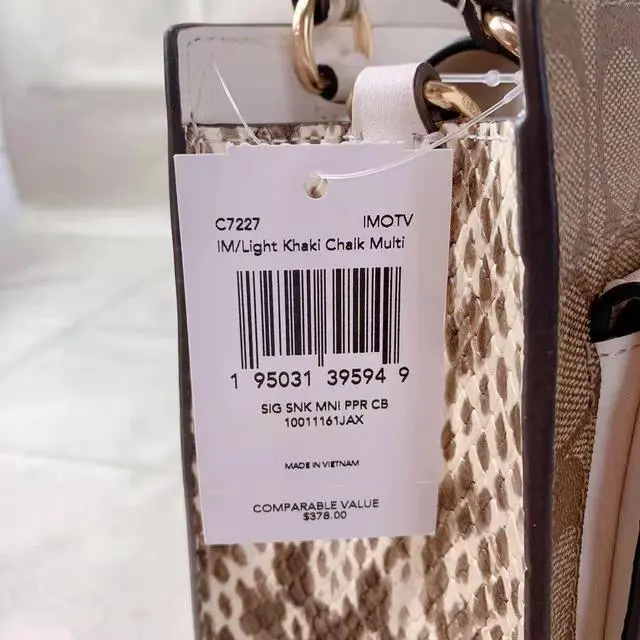 C7227 IMOTV
IM/Light Khaki Chalk Multi
1 95031 39594 9
SIG SNK MNI PPR CB
10011161JAX
MADE IN VIETNAM
COMPARABLE VALUE
$378.00